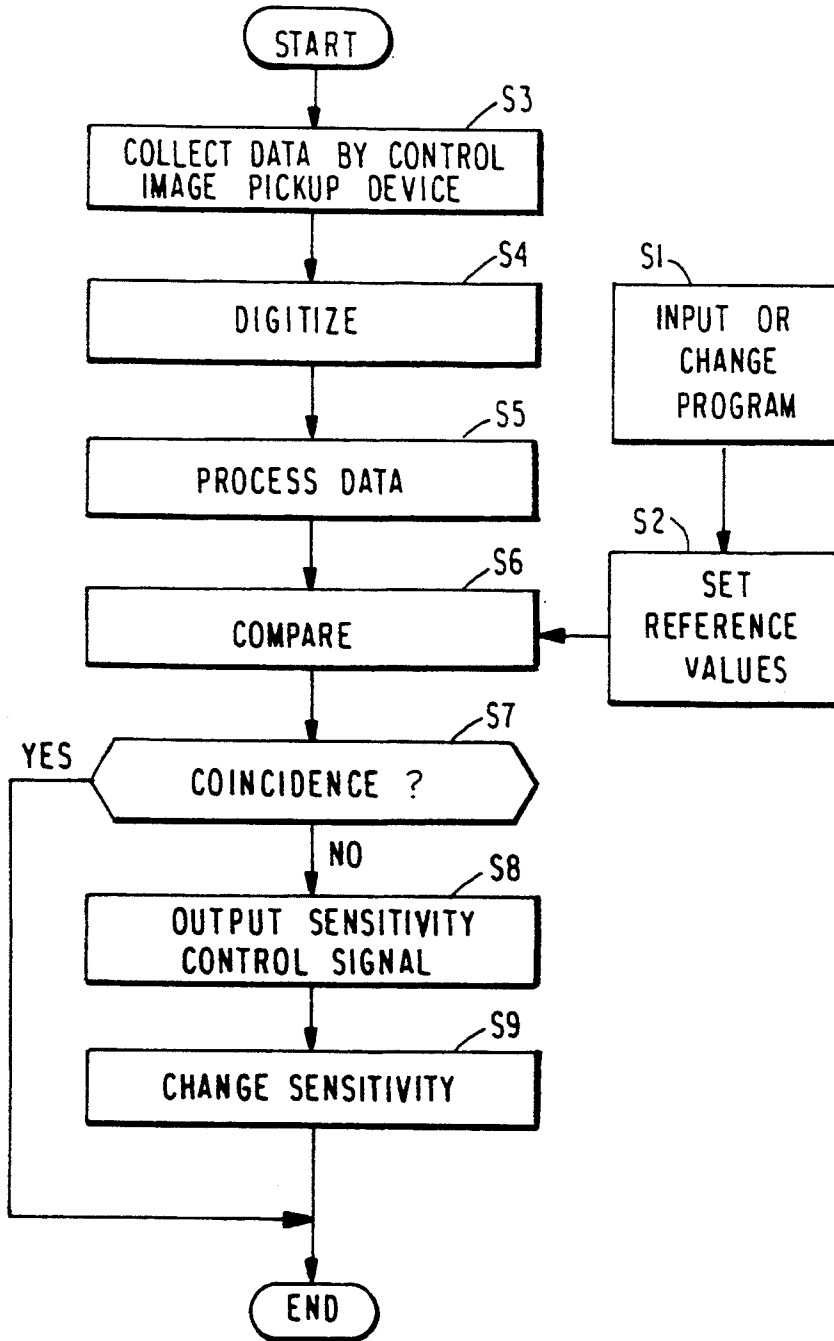 START
S3
COLLECT DATA BY CONTROL
IMAGE PICKUP DEVICE
S4
DIGITIZE
S1
INPUT OR
CHANGE
PROGRAM
S5
PROCESS DATA
S2
SET
REFERENCE
VALUES
S6
COMPARE
S7
YES
COINCIDENCE ?
NO
S8
OUTPUT SENSITIVITY
CONTROL SIGNAL
S9
CHANGE SENSITIVITY
END